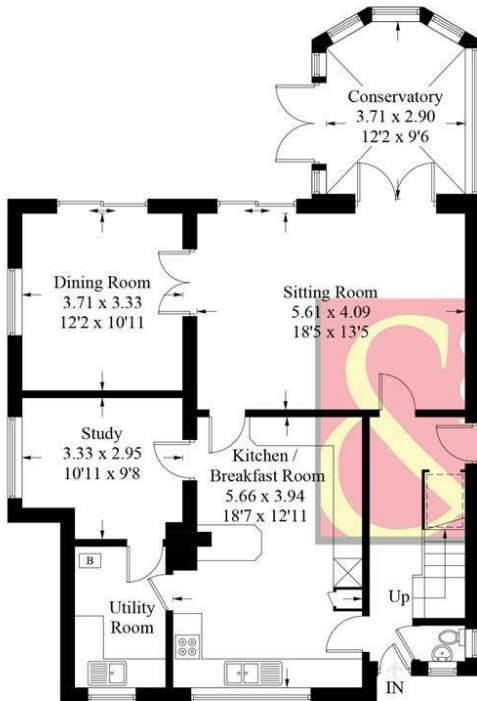 Conservatory
3.71 x 2.90
12'2 x 9'6
Dining Room
3.71 x 3.33
12'2 x 10'11
Sitting Room
5.61 x 4.09
18'5 x 13'5
&
Study
3.33 x 2.95
10'11 x 9'8
Kitchen /
Breakfast Room
5.66 x 3.94
18'7 x 12'11
B
Utility
Room
Up
IN